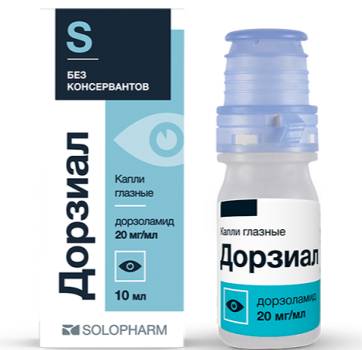 S
БЕЗ
КОНСЕРВАНТОВ
Дорзиал
Капли
глазные
дорзоламид
20 мг/мл
10 мл
SOLOPHARM
Капли глазные
Дорзиал
дорзоламид
20 мг/мл